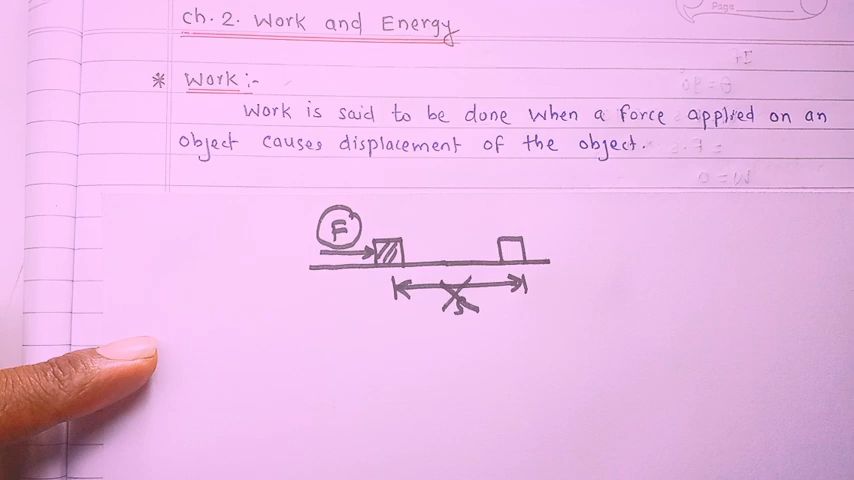 Page
Ch. 2. Work and Energy
* Work :-
Work is said to be done when a force applied on an
object causes displacement of the object.
F
s